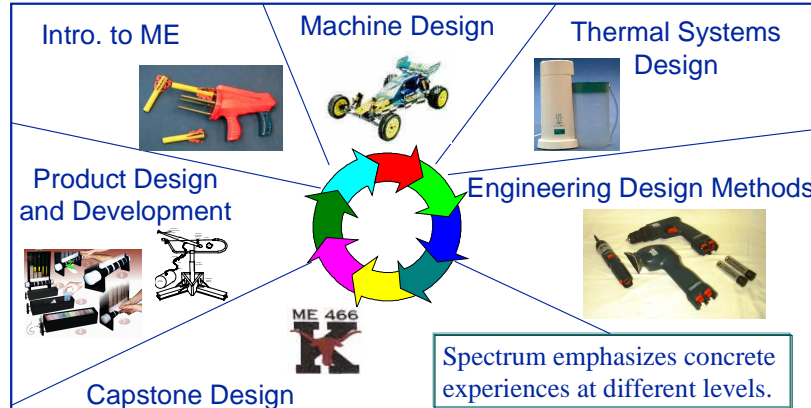 Intro. to ME
Machine Design
Thermal Systems
Design
Product Design
and Development
Engineering Design Methods
ME 466
K
Capstone Design
Spectrum emphasizes concrete
experiences at different levels.